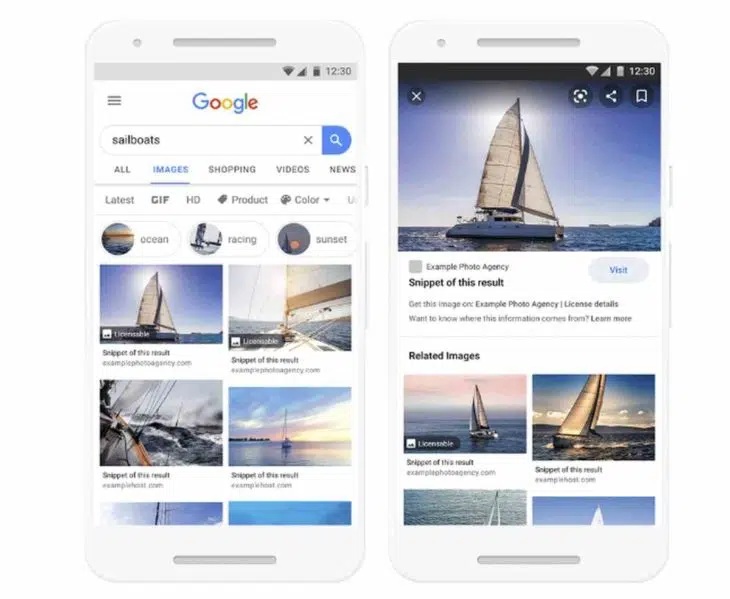 12:30
Google
sailboats
ALL IMAGES SHOPPING VIDEOS NEWS
Latest GIF HD Product Color
ocean racing sunset
Licensable Licensable
Snippet of this result Snippet of this result
examplephotoagency.com examplephotoagency.com
Snippet of this result Snippet of this result
examplehost.com examplehost.com
12:30
Example Photo Agency
Visit
Snippet of this result
Get this image on: Example Photo Agency | License details
Want to know where this information comes from? Learn more
Related Images
Licensable
Snippet of this result Snippet of this result
examplephotoagency.com examplehost.com